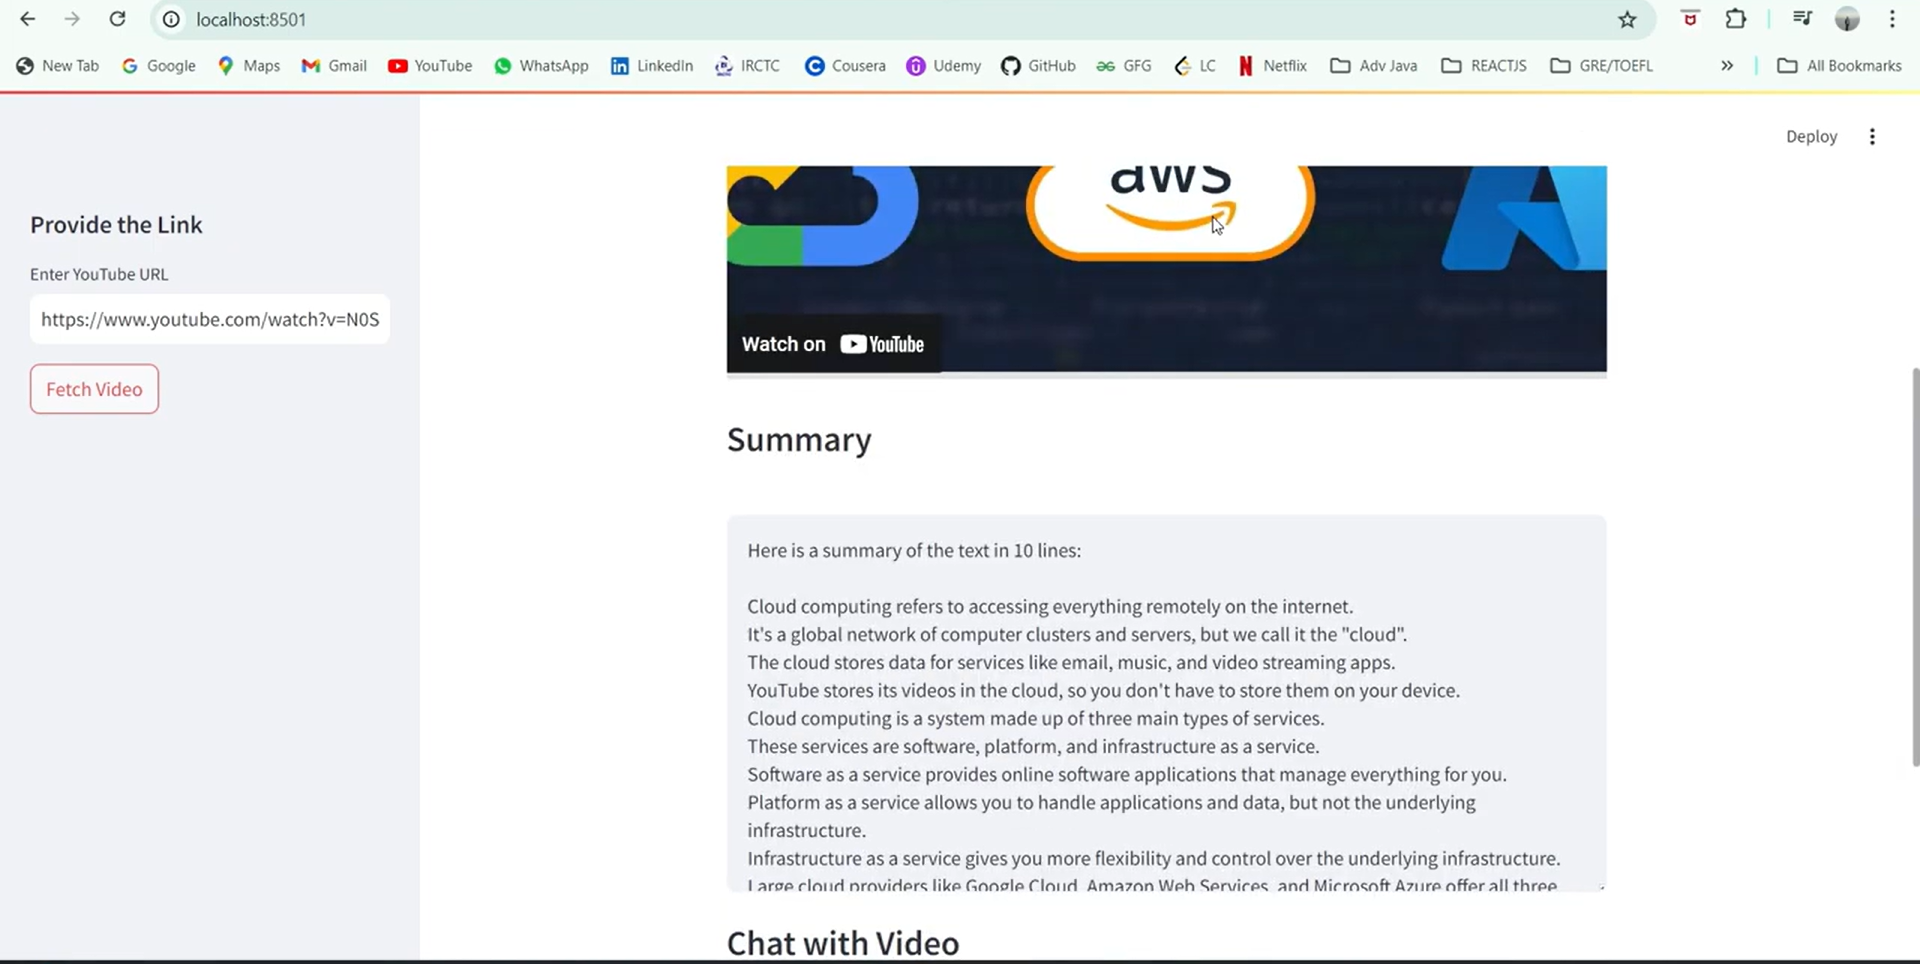 localhost:8501
New Tab Google Maps Gmail YouTube WhatsApp LinkedIn IRCTC Cousera Udemy GitHub GFG LC Netflix Adv Java REACTJS GRE/TOEFL » All Bookmarks
Deploy
Provide the Link
Enter YouTube URL
https://www.youtube.com/watch?v=N0S
Fetch Video
aws
Watch on YouTube
Summary
Here is a summary of the text in 10 lines:
Cloud computing refers to accessing everything remotely on the internet.
It's a global network of computer clusters and servers, but we call it the "cloud".
The cloud stores data for services like email, music, and video streaming apps.
YouTube stores its videos in the cloud, so you don't have to store them on your device.
Cloud computing is a system made up of three main types of services.
These services are software, platform, and infrastructure as a service.
Software as a service provides online software applications that manage everything for you.
Platform as a service allows you to handle applications and data, but not the underlying
infrastructure.
Infrastructure as a service gives you more flexibility and control over the underlying infrastructure.
Large cloud providers like Google Cloud, Amazon Web Services, and Microsoft Azure offer all three
Chat with Video